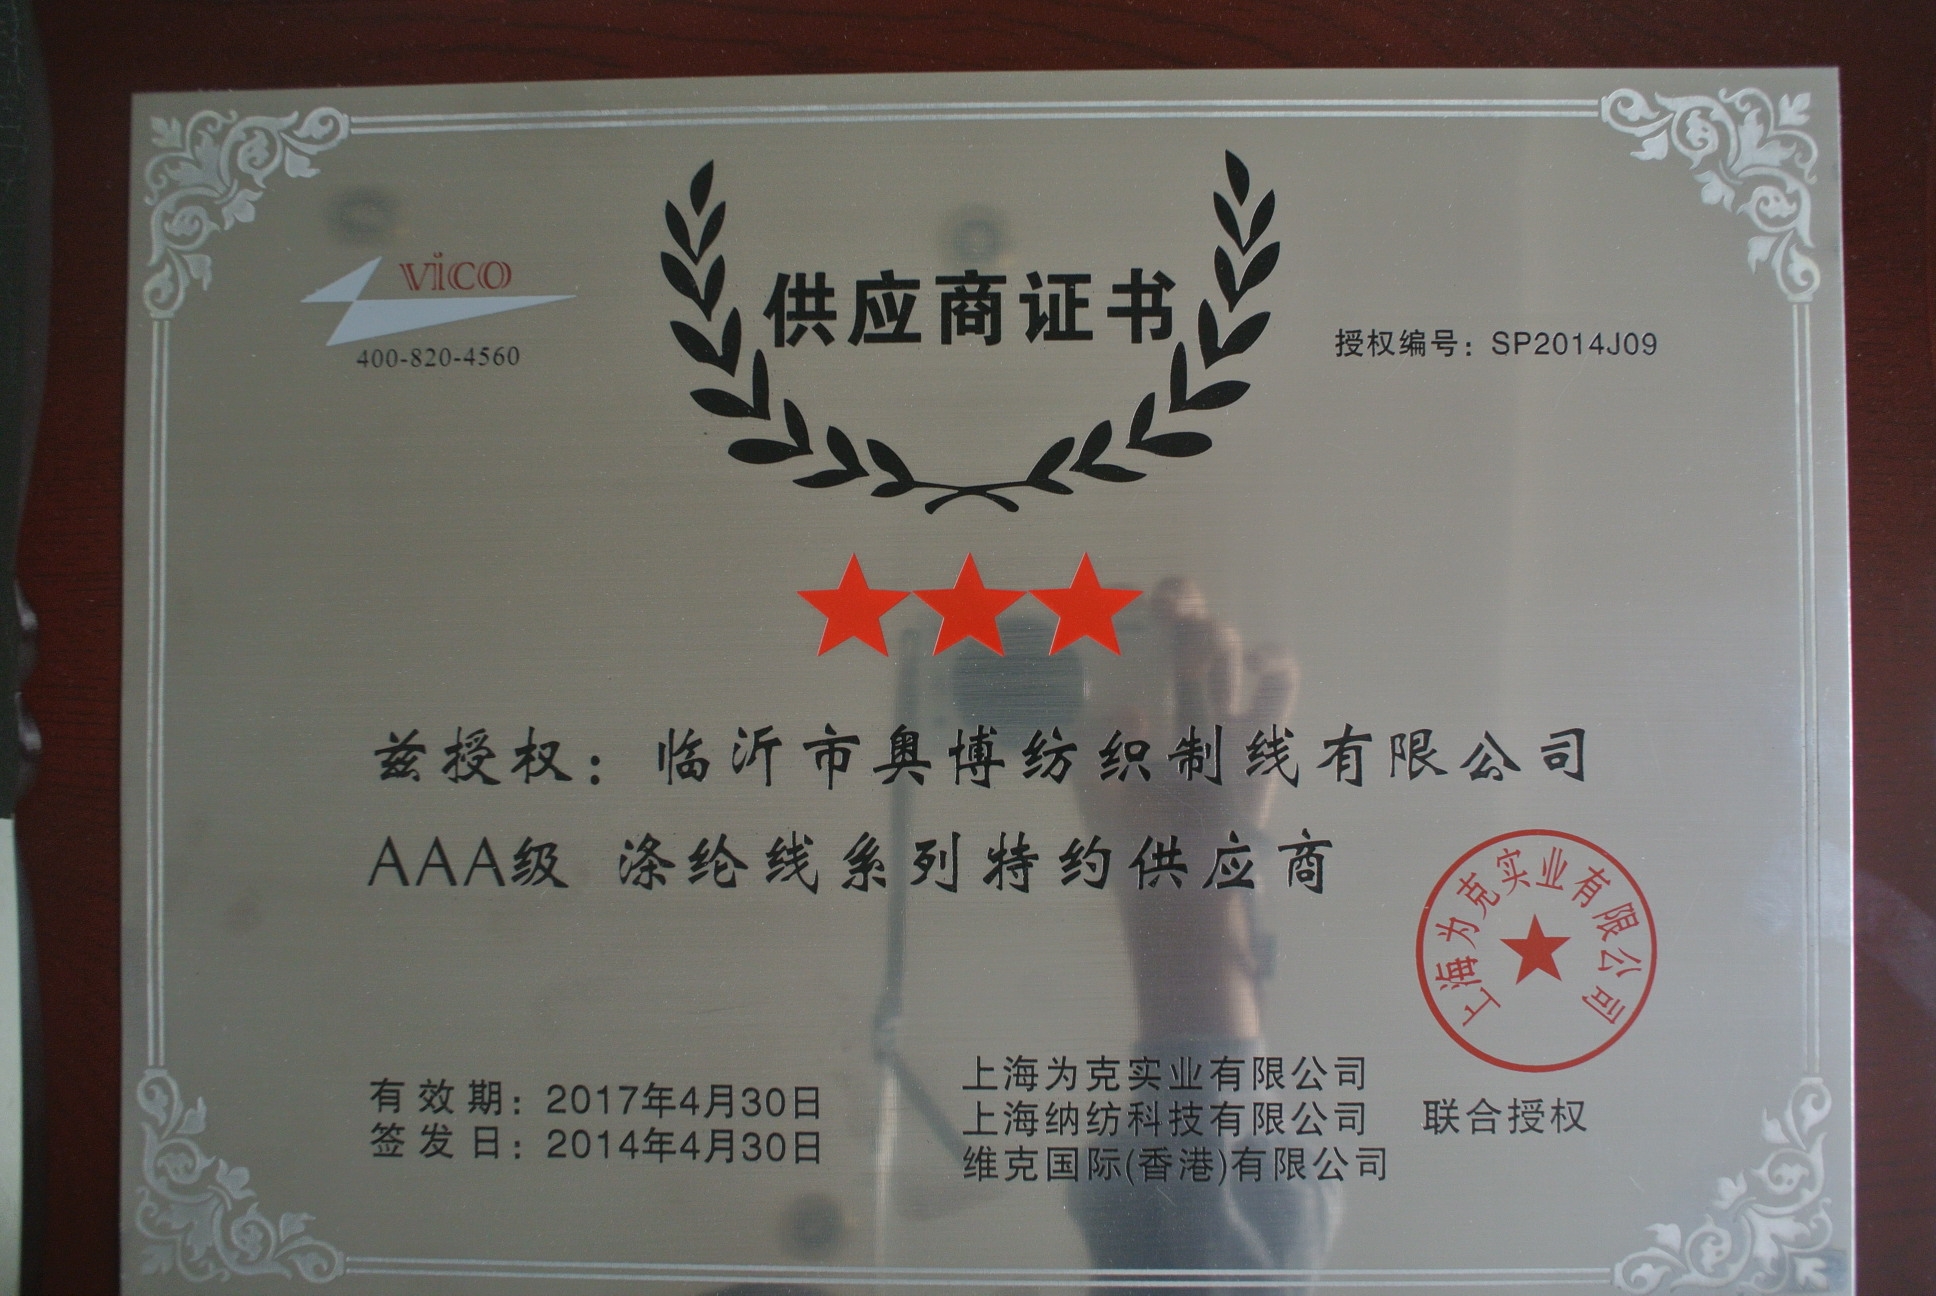 供应商证书
VICO
400-820-4560
授权编号：SP2014J09
兹授权：临沂市奥博纺织制线有限公司
AAA级 涤纶线系列特约供应商
上海为克实业有限公司
有效期：2017年4月30日
签发日：2014年4月30日
上海为克实业有限公司
上海纳纺科技有限公司
维克国际(香港)有限公司
联合授权